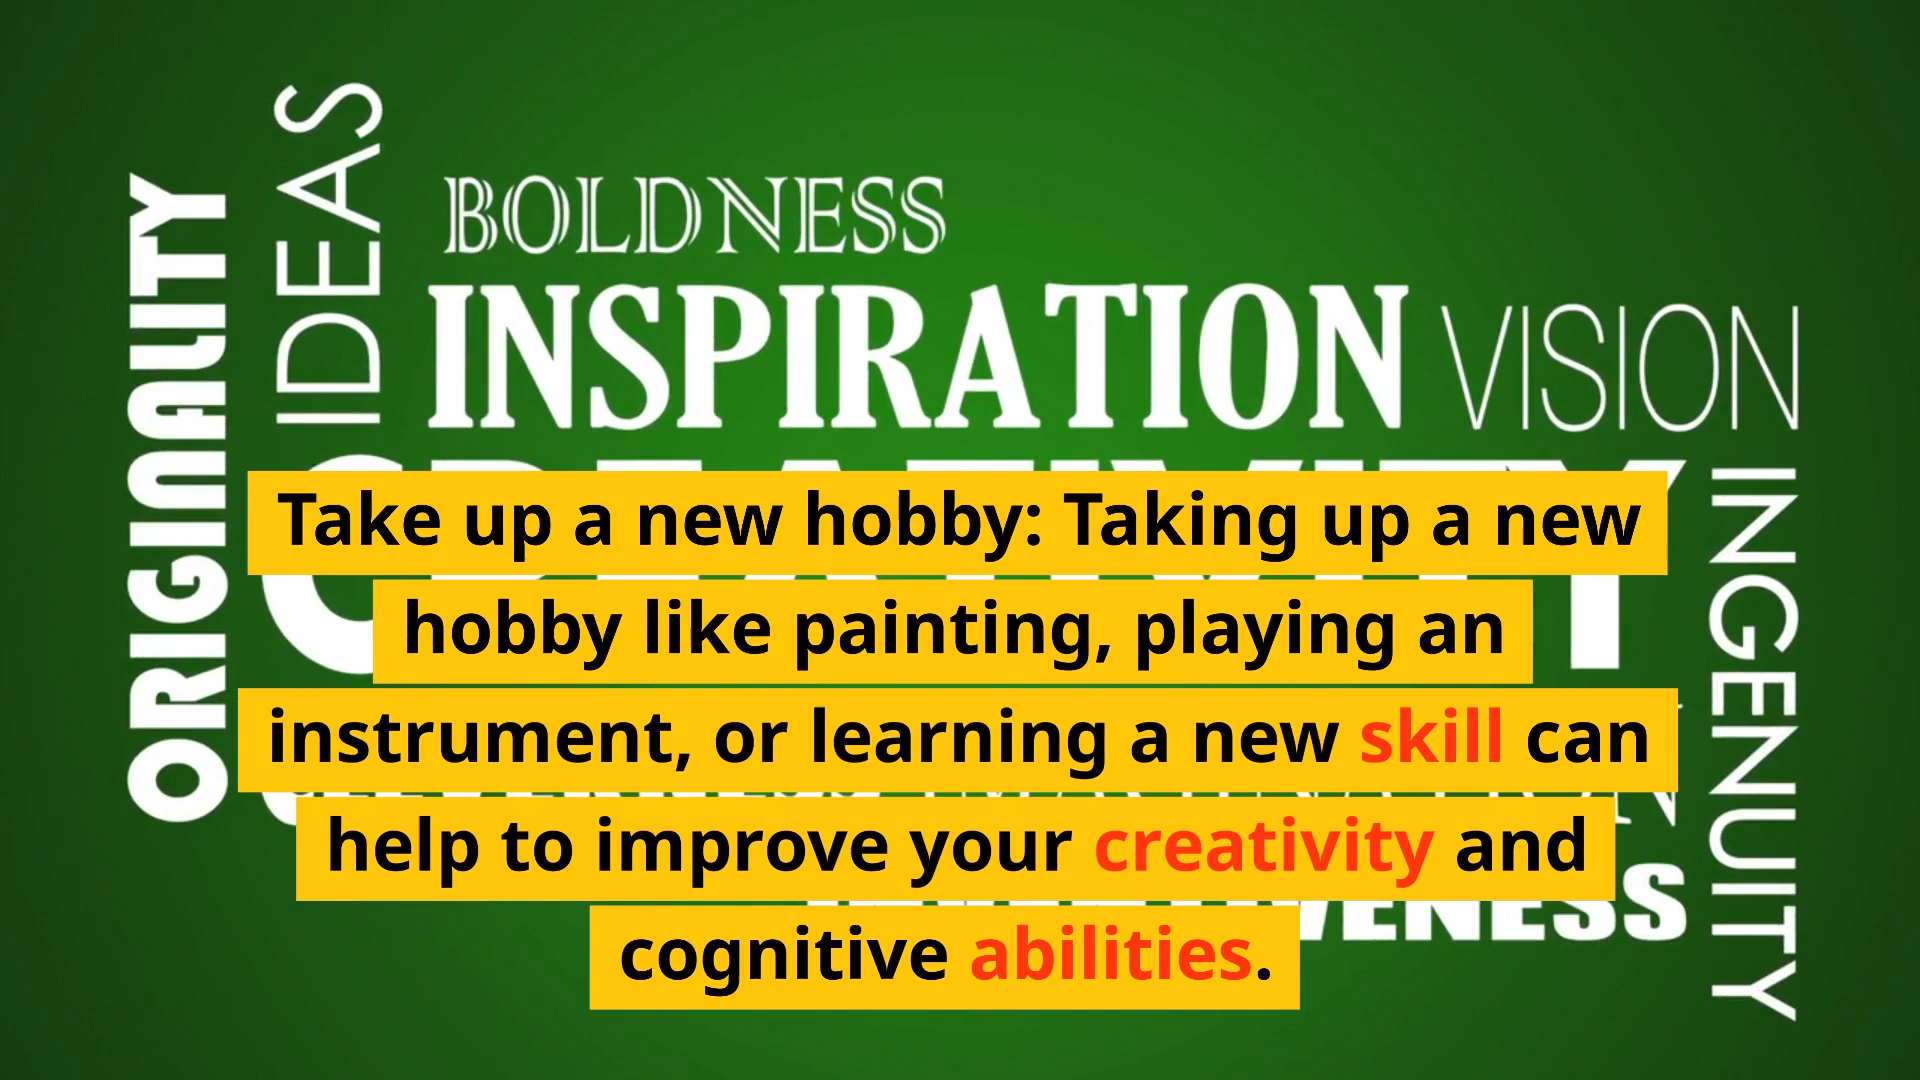 ORIGINALITY
IDEAS
BOLDNESS
INSPIRATION VISION
INGENUITY
Take up a new hobby: Taking up a new
hobby like painting, playing an
instrument, or learning a new skill can
help to improve your creativity and
cognitive abilities.